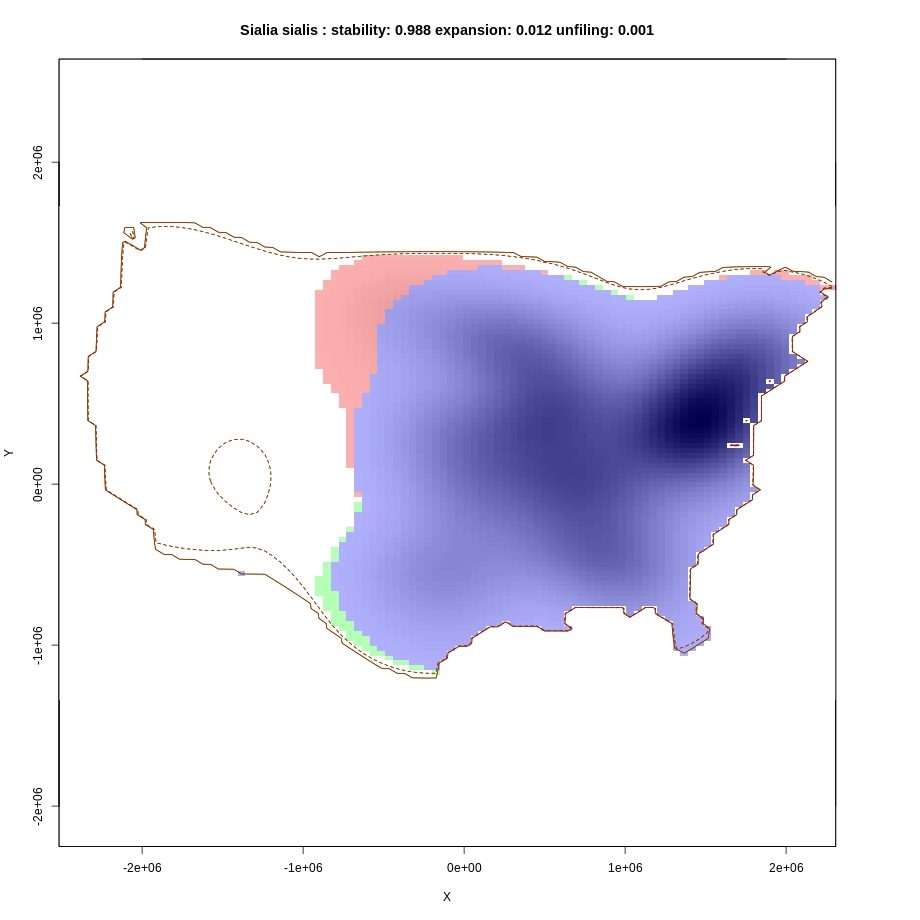 Sialia sialis : stability: 0.988 expansion: 0.012 unfiling: 0.001
2e+06
1e+06
0e+00
-1e+06
-2e+06
Y
-2e+06 -1e+06 0e+00 1e+06 2e+06
X